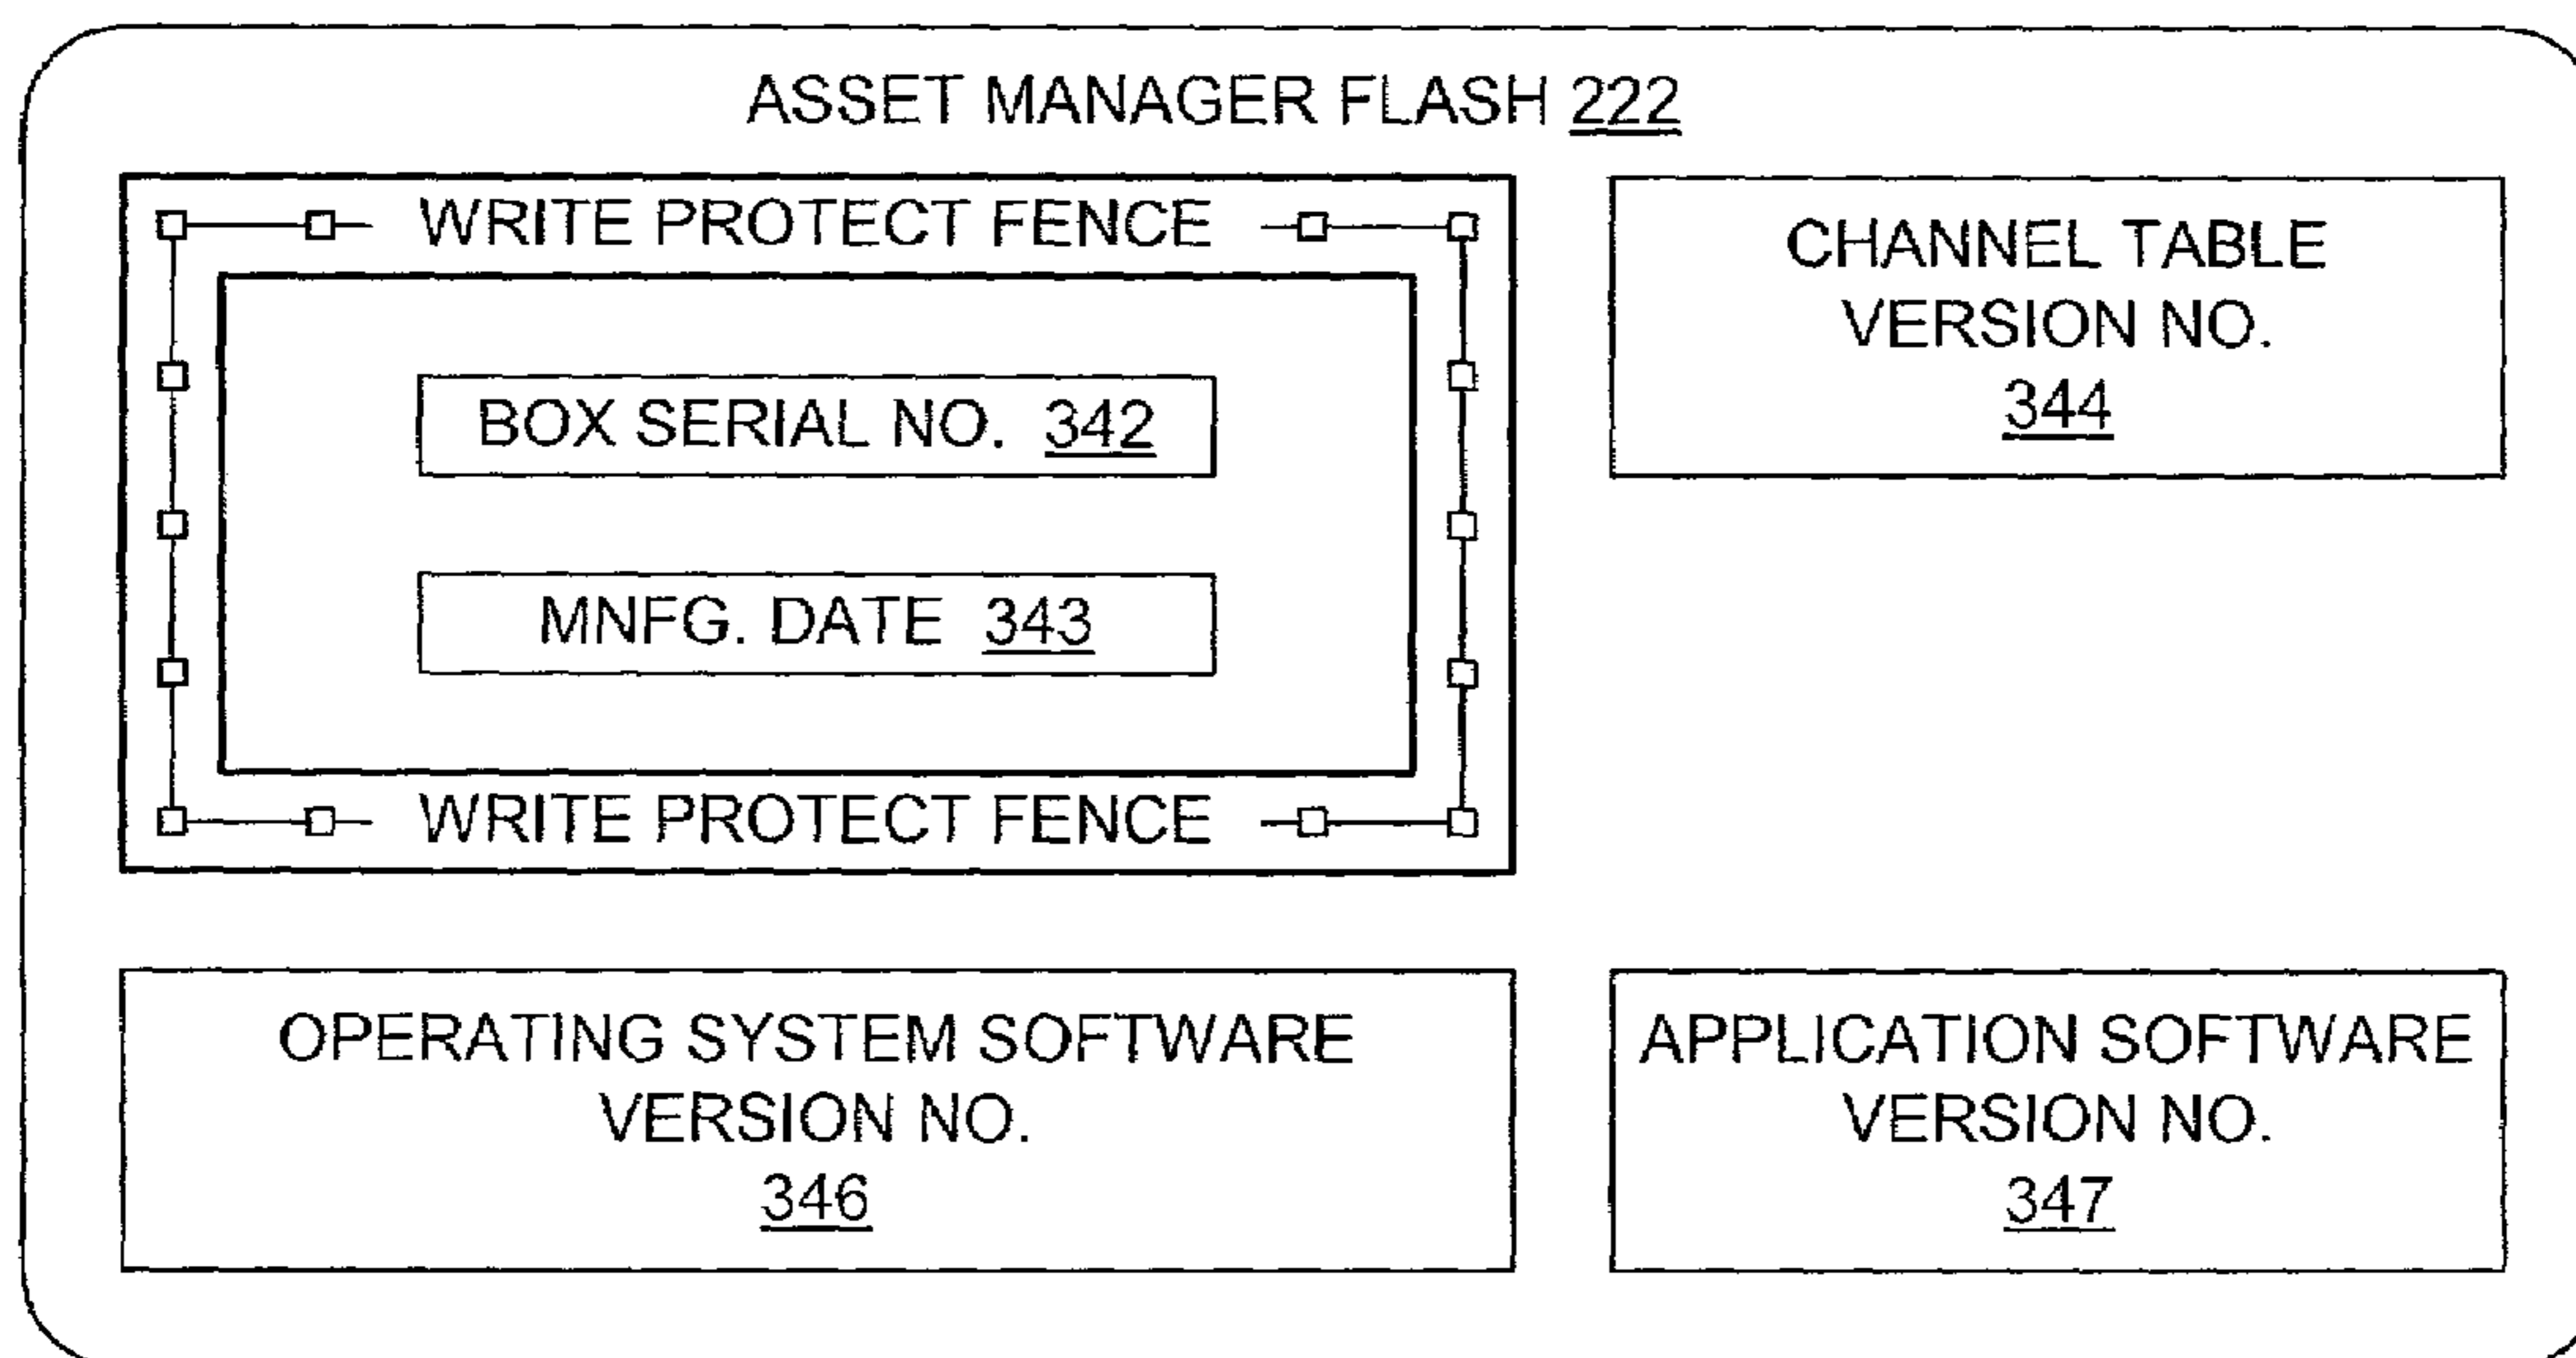 ASSET MANAGER FLASH 222
WRITE PROTECT FENCE
BOX SERIAL NO. 342
MNFG. DATE 343
WRITE PROTECT FENCE
CHANNEL TABLE
VERSION NO.
344
OPERATING SYSTEM SOFTWARE
VERSION NO.
346
APPLICATION SOFTWARE
VERSION NO.
347